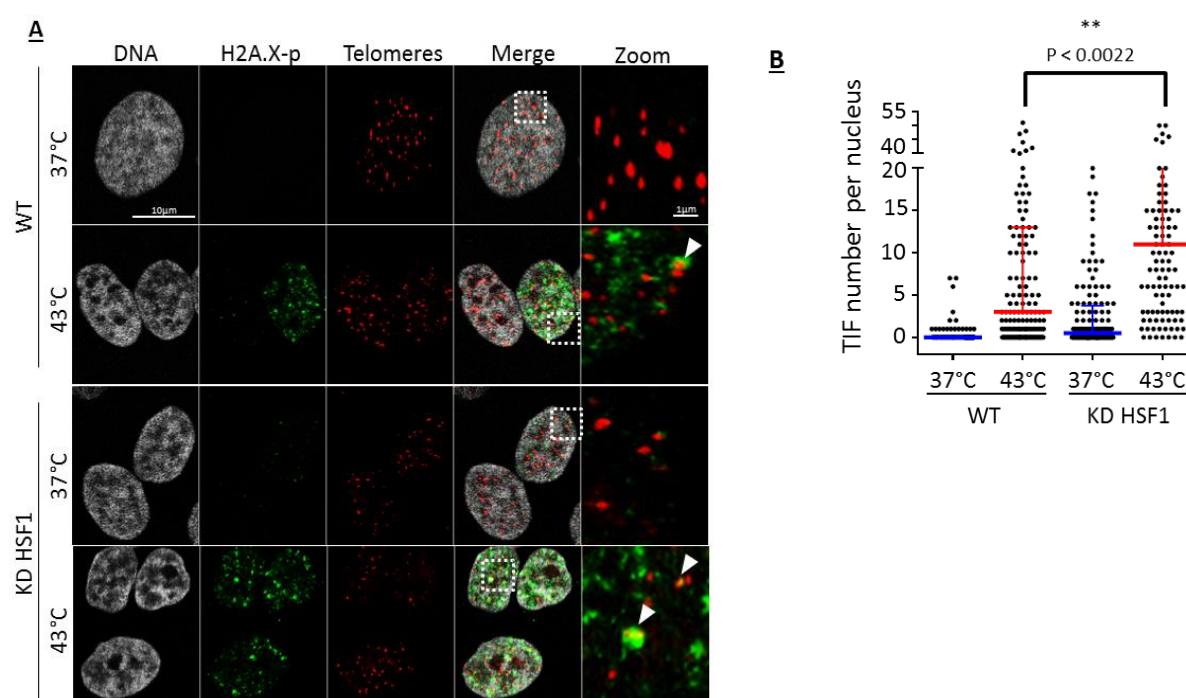 A
DNA H2A.X-p Telomeres Merge Zoom
WT
37°C
10µm
1µm
43°C
KD HSF1
37°C
43°C
B
**
P < 0.0022
TIF number per nucleus
55
40
20
15
10
5
0
37°C 43°C 37°C 43°C
WT KD HSF1